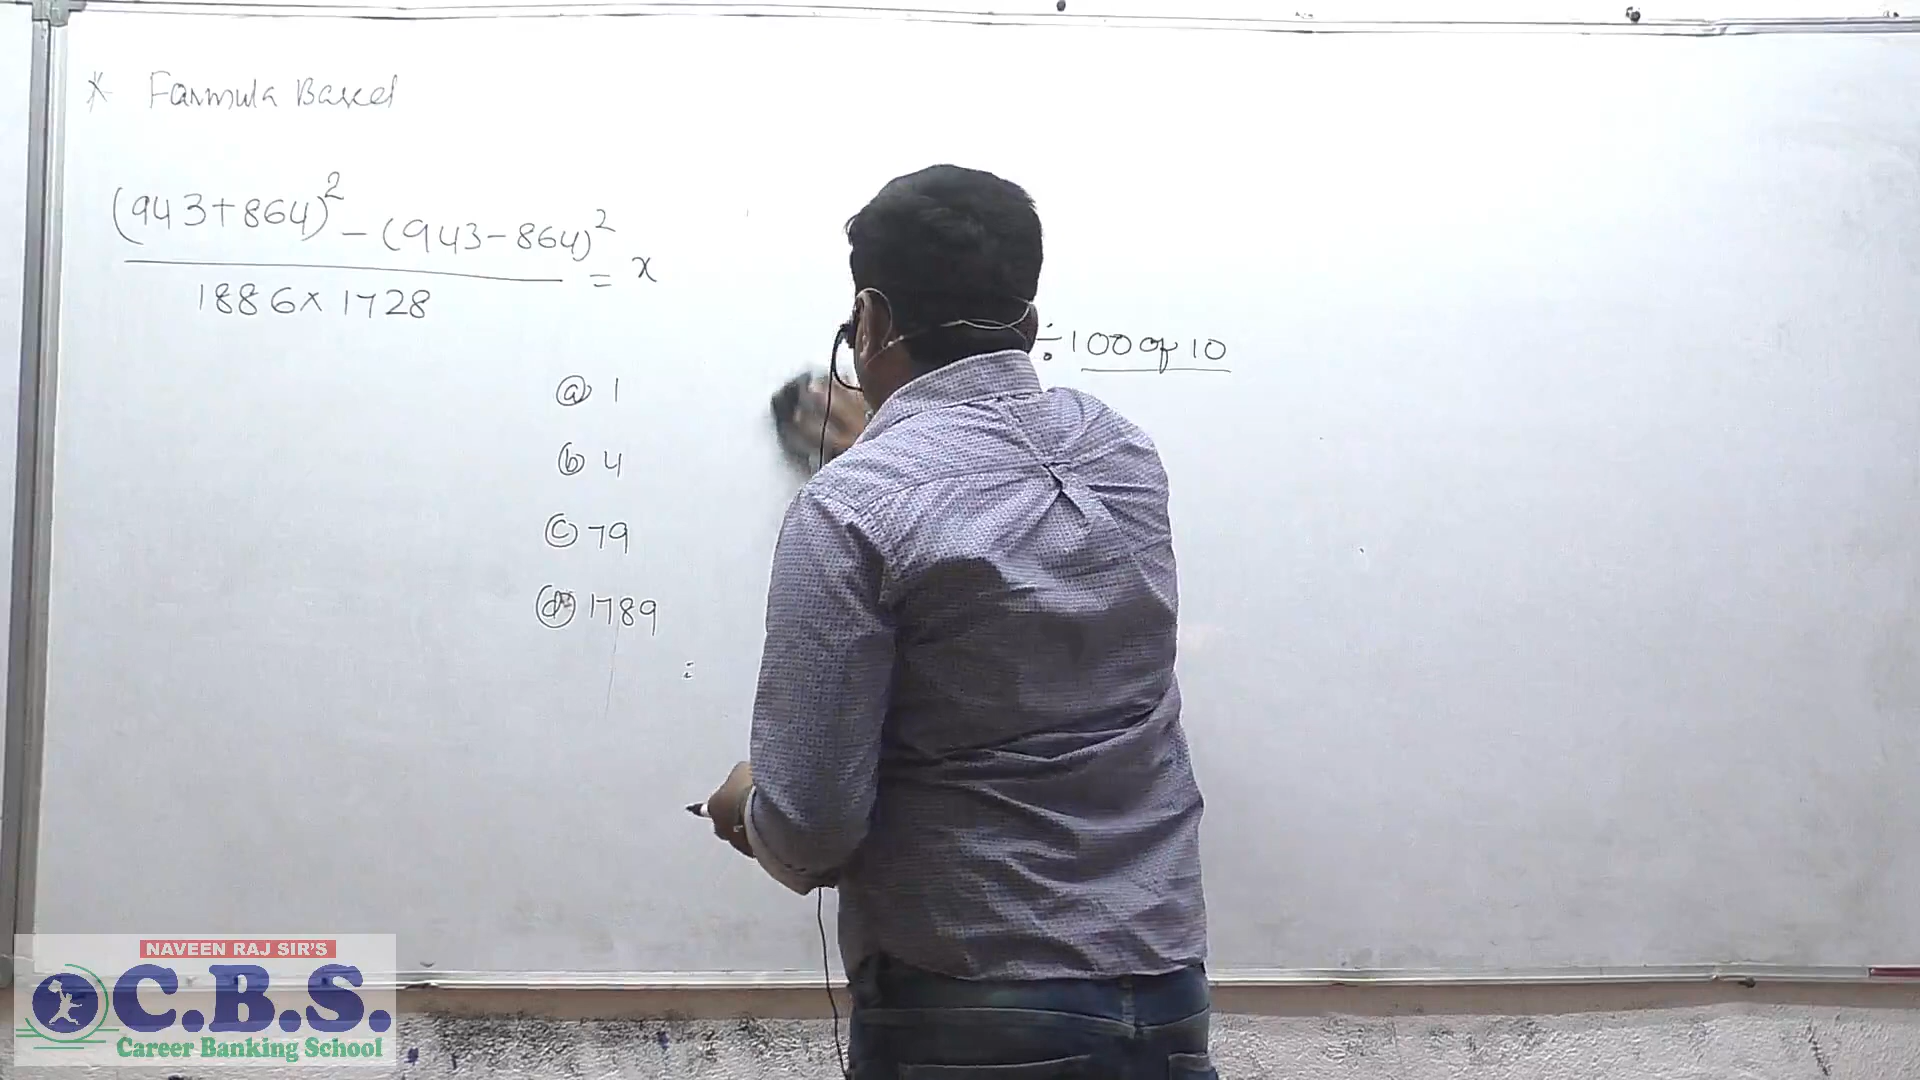 * Formula Based
(943+864)² - (943-864)²
= x
1886 x 1728
÷ 100 of 10
(a) 1
(b) 4
(c) 79
(d) 1789
NAVEEN RAJ SIR'S
C.B.S.
Career Banking School